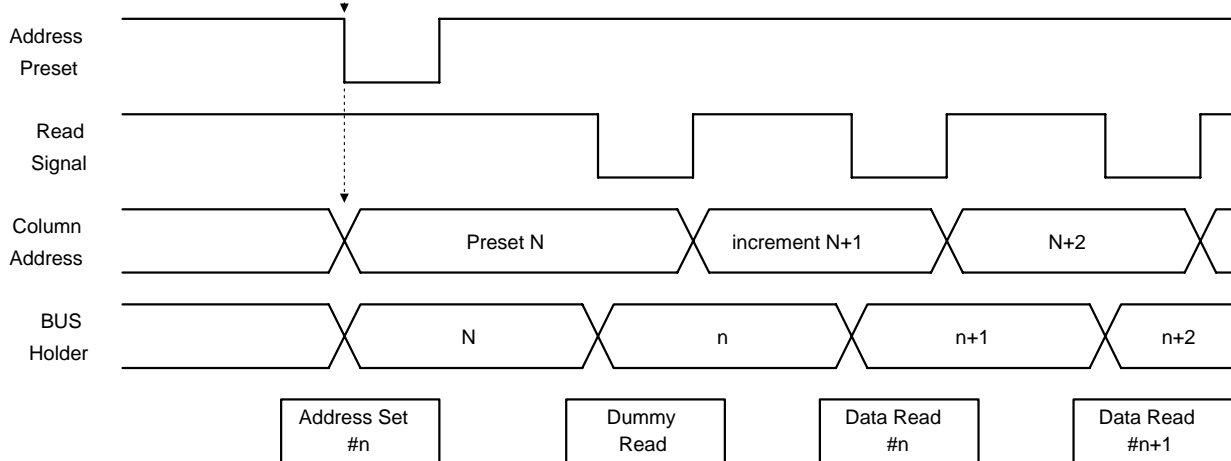 Address
Preset
Read
Signal
Column
Address
Preset N
increment N+1
N+2
BUS
Holder
N
n
n+1
n+2
Address Set
#n
Dummy
Read
Data Read
#n
Data Read
#n+1